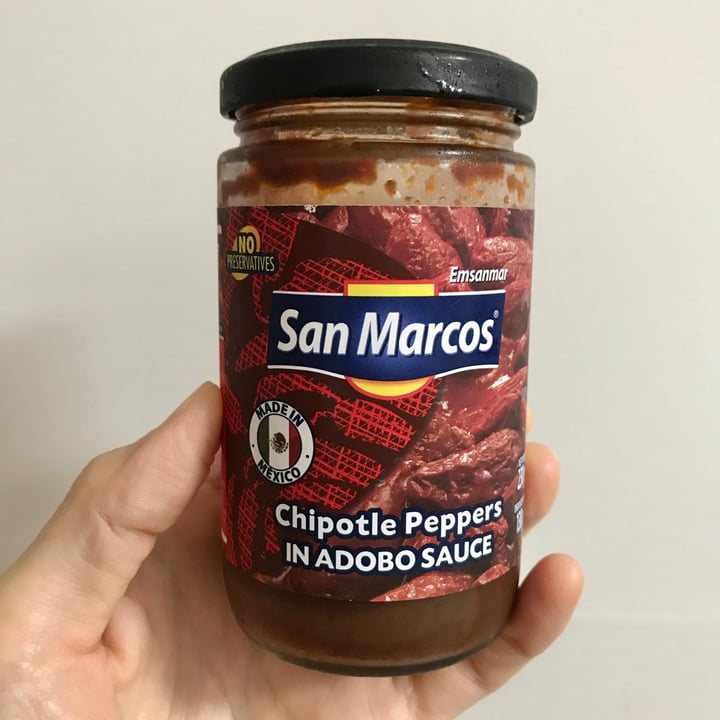 NO
PRESERVATIVES
Emsanmar
San Marcos®
MADE IN
MEXICO
Chipotle Peppers
IN ADOBO SAUCE